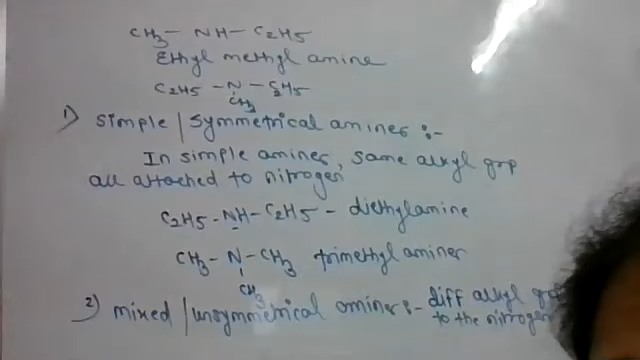 CH3 - NH - C2H5
Ethyl methyl amine
C2H5 - N - C2H5
CH3
1) Simple / Symmetrical amines :-
In simple amines, same alkyl grp
all attached to nitrogen
C2H5 - NH - C2H5 - diethylamine
CH3 - N - CH3 trimethyl amines
CH3
2) mixed / unsymmetrical amines :- diff alkyl
to the nitrogen